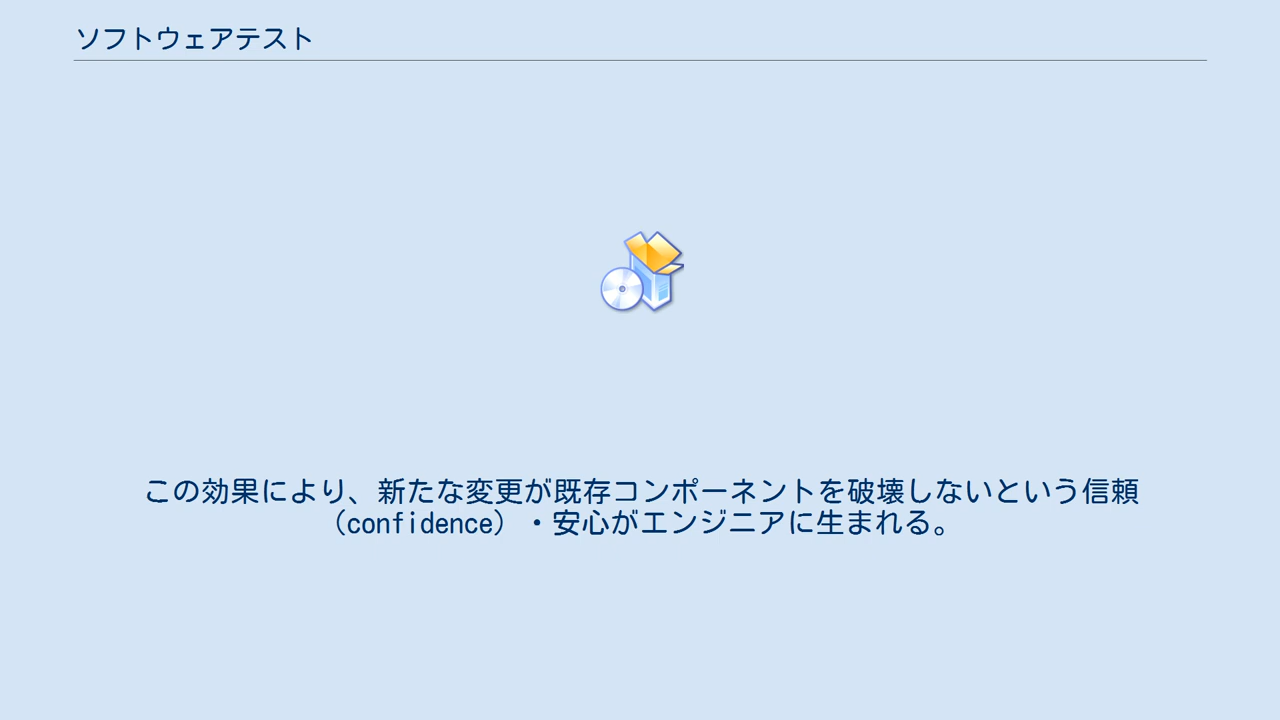 ソフトウェアテスト
この効果により、新たな変更が既存コンポーネントを破壊しないという信頼
（confidence）・安心がエンジニアに生まれる。